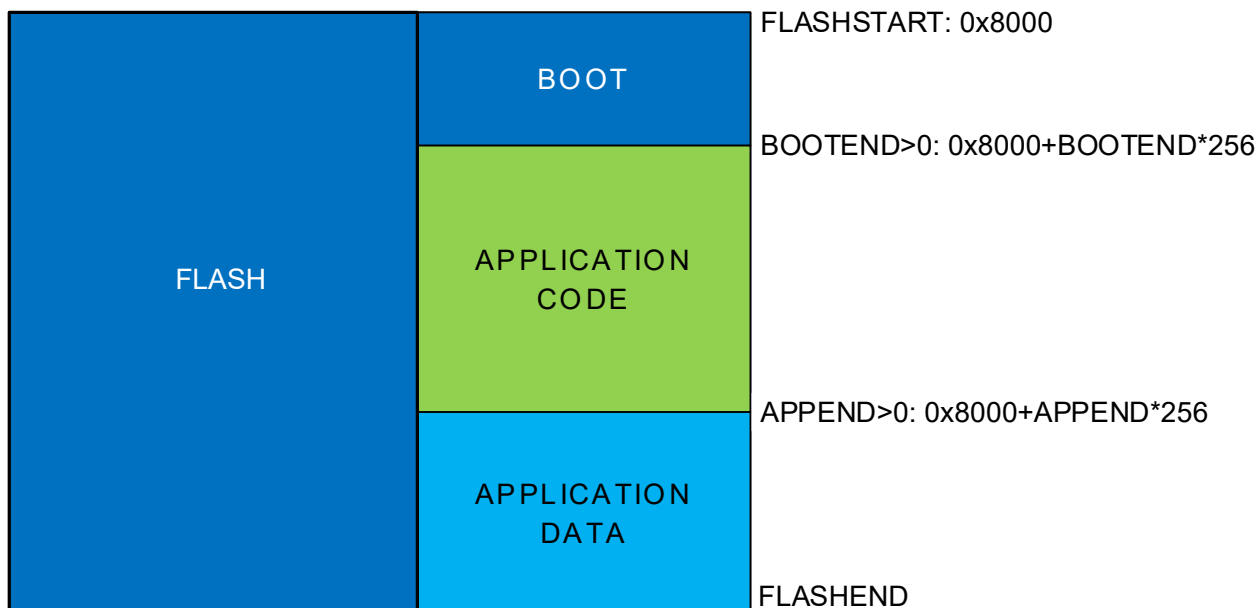 FLASHSTART: 0x8000
BOOT
BOOTEND>0: 0x8000+BOOTEND*256
FLASH
APPLICATION
CODE
APPEND>0: 0x8000+APPEND*256
APPLICATION
DATA
FLASHEND